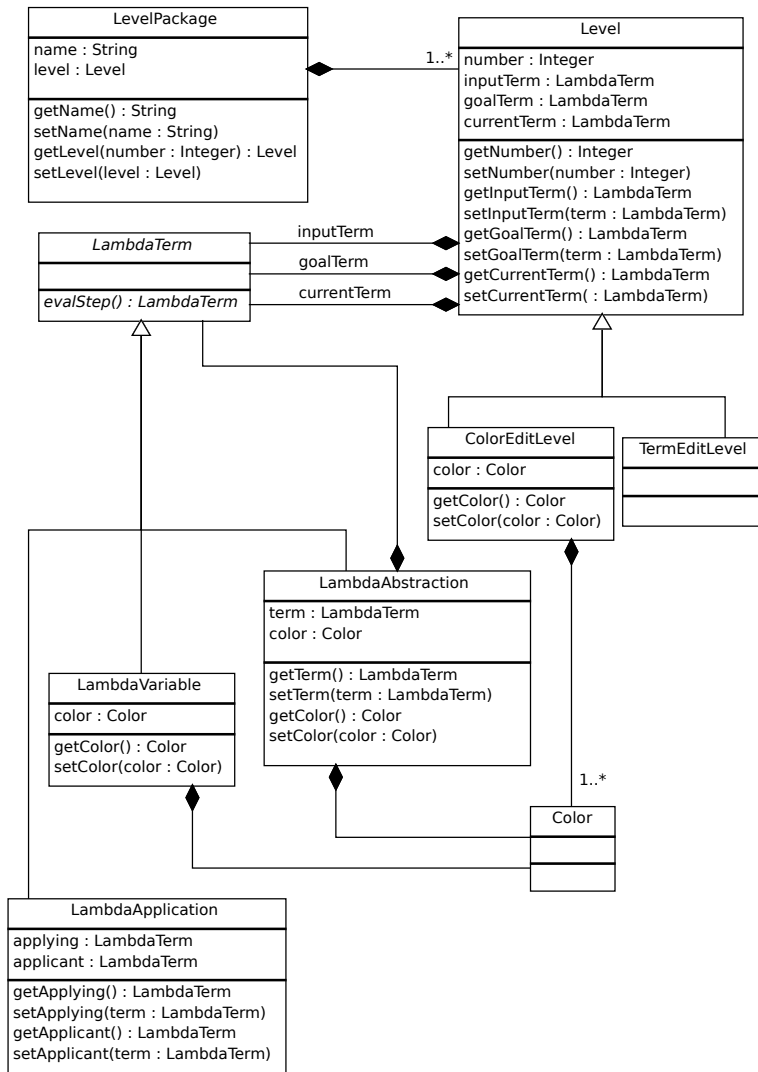 LevelPackage
name : String
level : Level
getName() : String
setName(name : String)
getLevel(number : Integer) : Level
setLevel(level : Level)
1..*
Level
number : Integer
inputTerm : LambdaTerm
goalTerm : LambdaTerm
currentTerm : LambdaTerm
getNumber() : Integer
setNumber(number : Integer)
getInputTerm() : LambdaTerm
setInputTerm(term : LambdaTerm)
getGoalTerm() : LambdaTerm
setGoalTerm(term : LambdaTerm)
getCurrentTerm() : LambdaTerm
setCurrentTerm( : LambdaTerm)
LambdaTerm
evalStep() : LambdaTerm
inputTerm
goalTerm
currentTerm
ColorEditLevel
color : Color
getColor() : Color
setColor(color : Color)
TermEditLevel
LambdaAbstraction
term : LambdaTerm
color : Color
getTerm() : LambdaTerm
setTerm(term : LambdaTerm)
getColor() : Color
setColor(color : Color)
LambdaVariable
color : Color
getColor() : Color
setColor(color : Color)
1..*
Color
LambdaApplication
applying : LambdaTerm
applicant : LambdaTerm
getApplying() : LambdaTerm
setApplying(term : LambdaTerm)
getApplicant() : LambdaTerm
setApplicant(term : LambdaTerm)